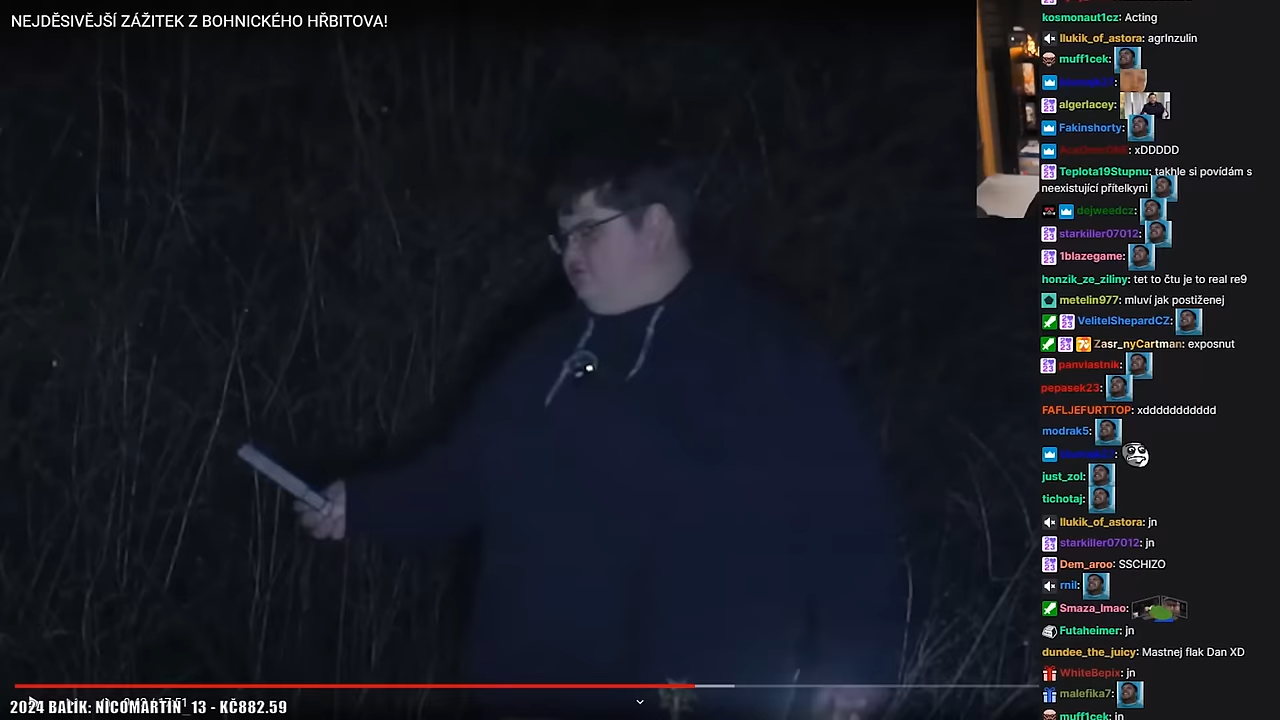 NEJDĚSIVĚJŠÍ ZÁŽITEK Z BOHNICKÉHO HŘBITOVA!
2024 BALÍK: NICOMARTIN_13 - KČ882.59
kosmonaut1cz: Acting
llukik_of_astora: agrInzulin
muff1cek:
algerlacey:
Fakinshorty:
: xDDDDD
Teplota19Stupnu: takhle si povídám s
neexistující přítelkyni
dejweedcz:
starkiller07012:
1blazegame:
honzik_ze_ziliny: tet to čtu je to real re9
metelin977: mluví jak postiženej
VelitelShepardCZ:
Zasr_nyCartman: exposnut
panvlastnik:
pepasek23:
FAFLJEFURTTOP: xddddddddddd
modrak5:
just_zol:
tichotaj:
llukik_of_astora: jn
starkiller07012: jn
Dem_aroo: SSCHIZO
rnil:
Smaza_lmao:
Futaheimer: jn
dundee_the_juicy: Mastnej flak Dan XD
WhiteBepix: jn
malefika7:
muff1cek: jn